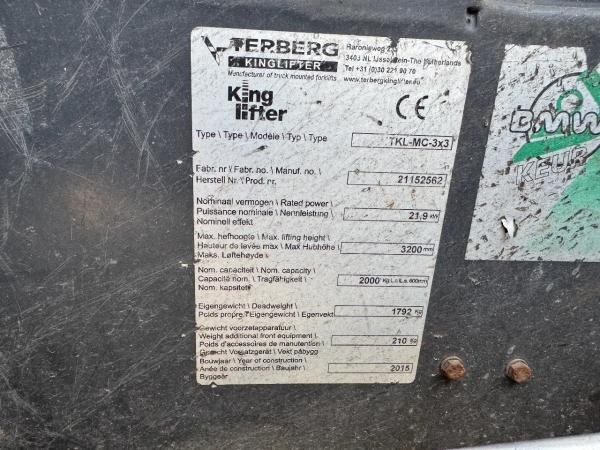 TERBERG
KINGLIFTER
Manufacturer of truck mounted forklifts
Baronieweg 23
3403 NL IJsselstein-The Netherlands
Tel +31 (0)30 221 90 70
www.terbergkinglifter.eu
King
lifter
CE
Type \ Type \ Modèle \ Typ \ Type
TKL-MC-3x3
Fabr. nr \ Fabr. no. \ Manuf. no. \
Herstell Nr. \ Prod. nr.
21152562
Nominaal vermogen \ Rated power \
Puissance nominale \ Nennleistung \
Nominell effekt
21,9 kW
Max. hefhoogte \ Max. lifting height \
Hauteur de levée max \ Max Hubhöhe \
Maks. Løftehøyde \
3200 mm
Nom. capaciteit \ Nom. capacity \
Capacité nom. \ Tragfähigkeit \
Nom. kapsitet \
2000 Kg L.c./L.s. 600mm
Eigengewicht \ Deadweight \
Poids propre \ Eigengewicht \ Egenvekt
1792 Kg
Gewicht voorzetapparatuur \
Weight additional front equipment \
Poids d'accessoires de manutention \
Gewicht Vorsatzgerät \ Vekt påbygg
210 Kg
Bouwjaar \ Year of construction \
Année de construction \ Baujahr \
Byggeår
2015
BMW
KEUR